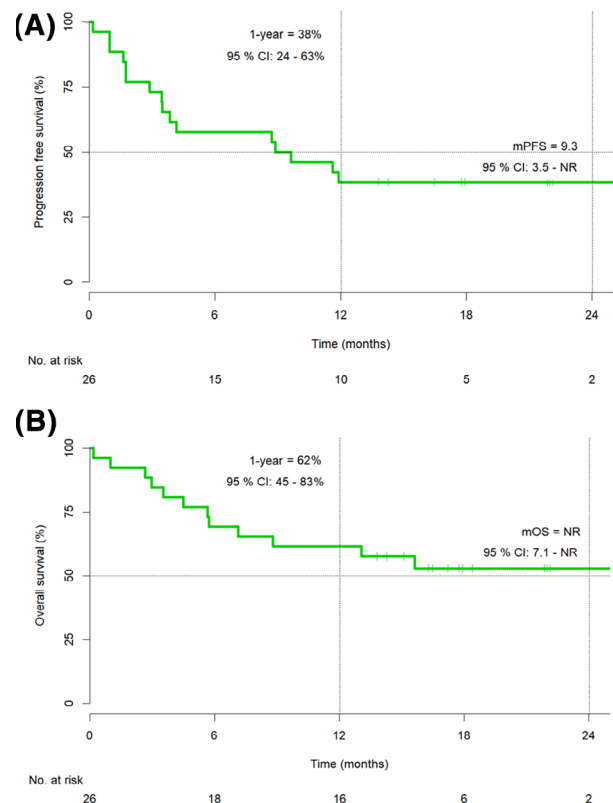 (A)
100
75
50
25
0
Progression free survival (%)
1-year = 38%
95 % CI: 24 - 63%
mPFS = 9.3
95 % CI: 3.5 - NR
0 6 12 18 24
Time (months)
No. at risk
26 15 10 5 2
(B)
100
75
50
25
0
Overall survival (%)
1-year = 62%
95 % CI: 45 - 83%
mOS = NR
95 % CI: 7.1 - NR
0 6 12 18 24
Time (months)
No. at risk
26 18 16 6 2